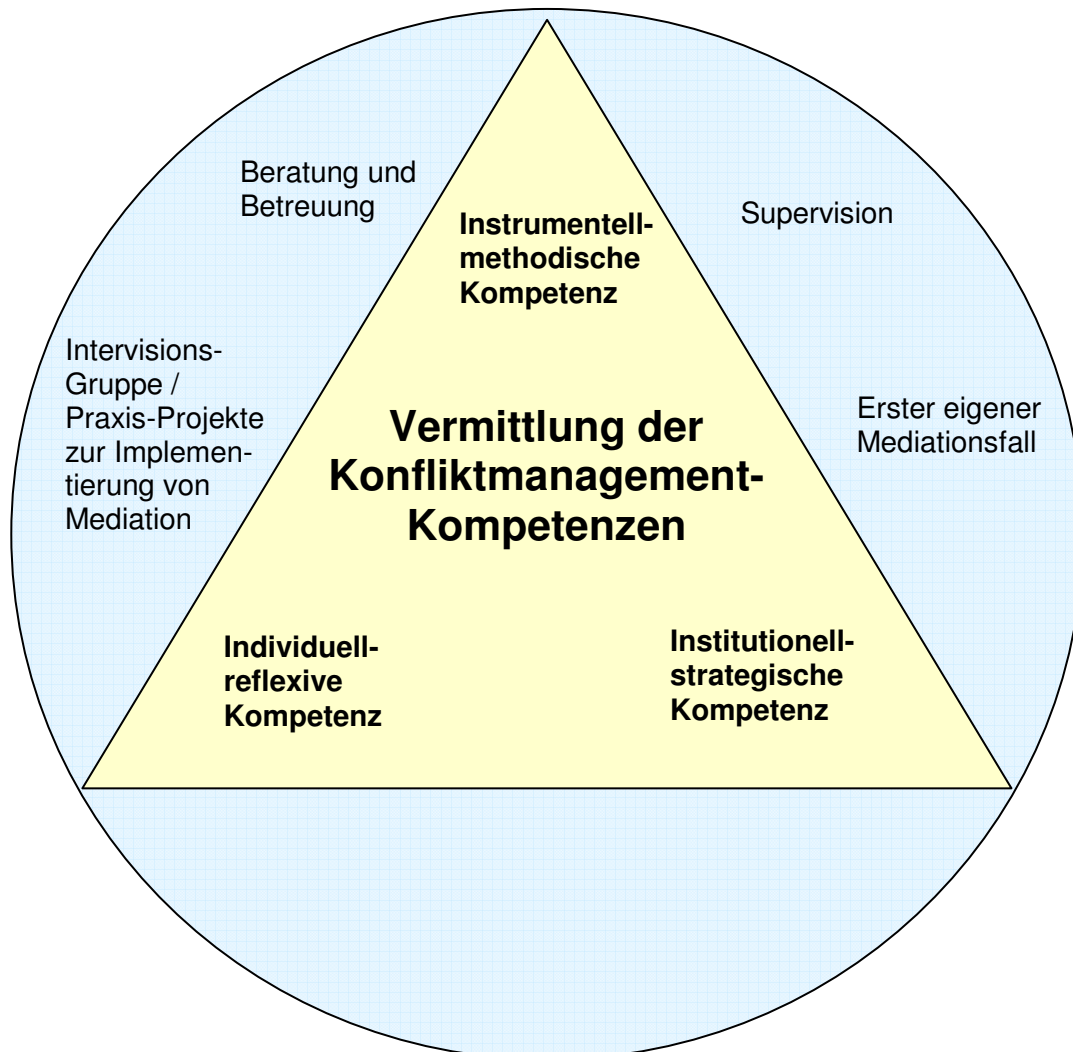 Beratung und
Betreuung
Supervision
Instrumentell-
methodische
Kompetenz
Intervisions-
Gruppe /
Praxis-Projekte
zur Implemen-
tierung von
Mediation
Erster eigener
Mediationsfall
Vermittlung der
Konfliktmanagement-
Kompetenzen
Individuell-
reflexive
Kompetenz
Institutionell-
strategische
Kompetenz